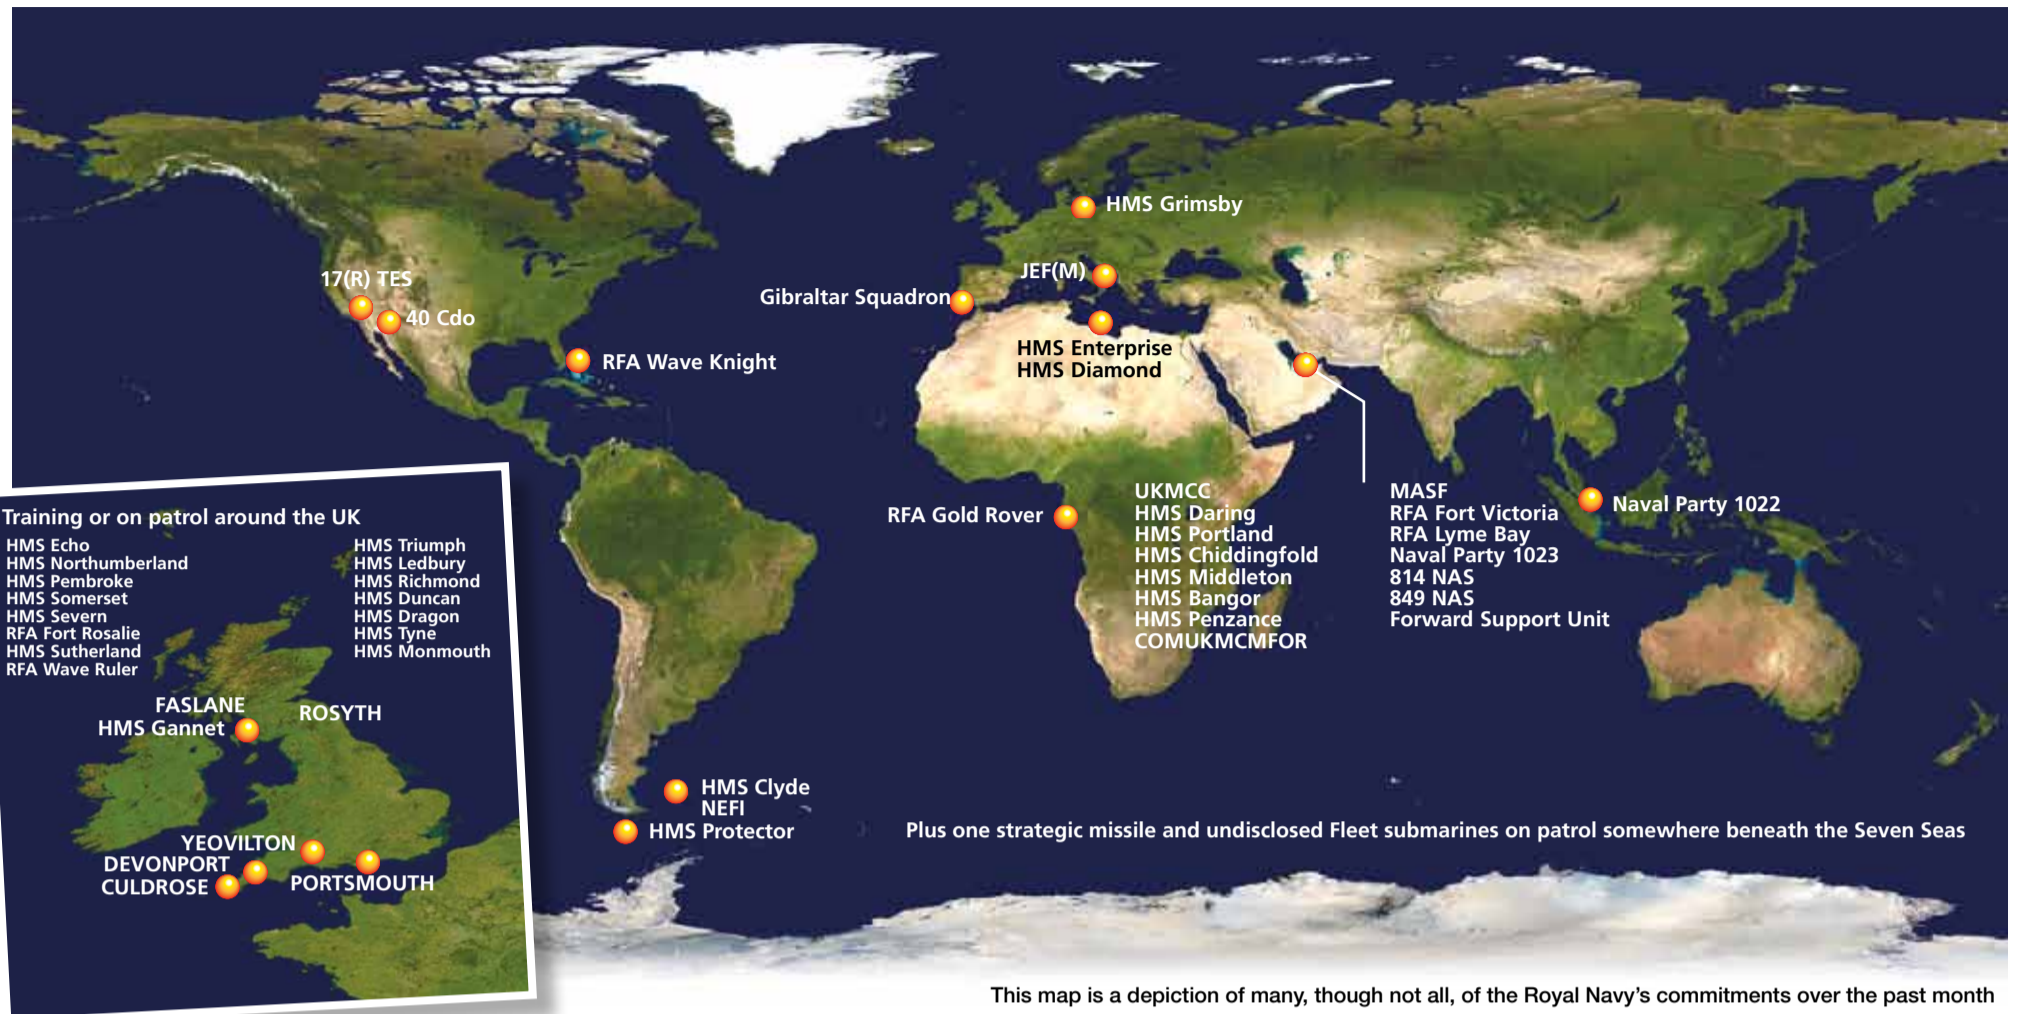 HMS Grimsby
JEF(M)
17(R) TES
Gibraltar Squadron
40 Cdo
HMS Enterprise
HMS Diamond
RFA Wave Knight
UKMCC
HMS Daring
HMS Portland
HMS Chiddingfold
HMS Middleton
HMS Bangor
HMS Penzance
COMUKMCMFOR
MASF
RFA Fort Victoria
RFA Lyme Bay
Naval Party 1023
814 NAS
849 NAS
Forward Support Unit
Naval Party 1022
RFA Gold Rover
Training or on patrol around the UK
HMS Echo
HMS Northumberland
HMS Pembroke
HMS Somerset
HMS Severn
RFA Fort Rosalie
HMS Sutherland
RFA Wave Ruler
HMS Triumph
HMS Ledbury
HMS Richmond
HMS Duncan
HMS Dragon
HMS Tyne
HMS Monmouth
FASLANE
HMS Gannet
ROSYTH
YEOVILTON
DEVONPORT
CULDROSE
PORTSMOUTH
HMS Clyde
NEFI
HMS Protector
Plus one strategic missile and undisclosed Fleet submarines on patrol somewhere beneath the Seven Seas
This map is a depiction of many, though not all, of the Royal Navy's commitments over the past month